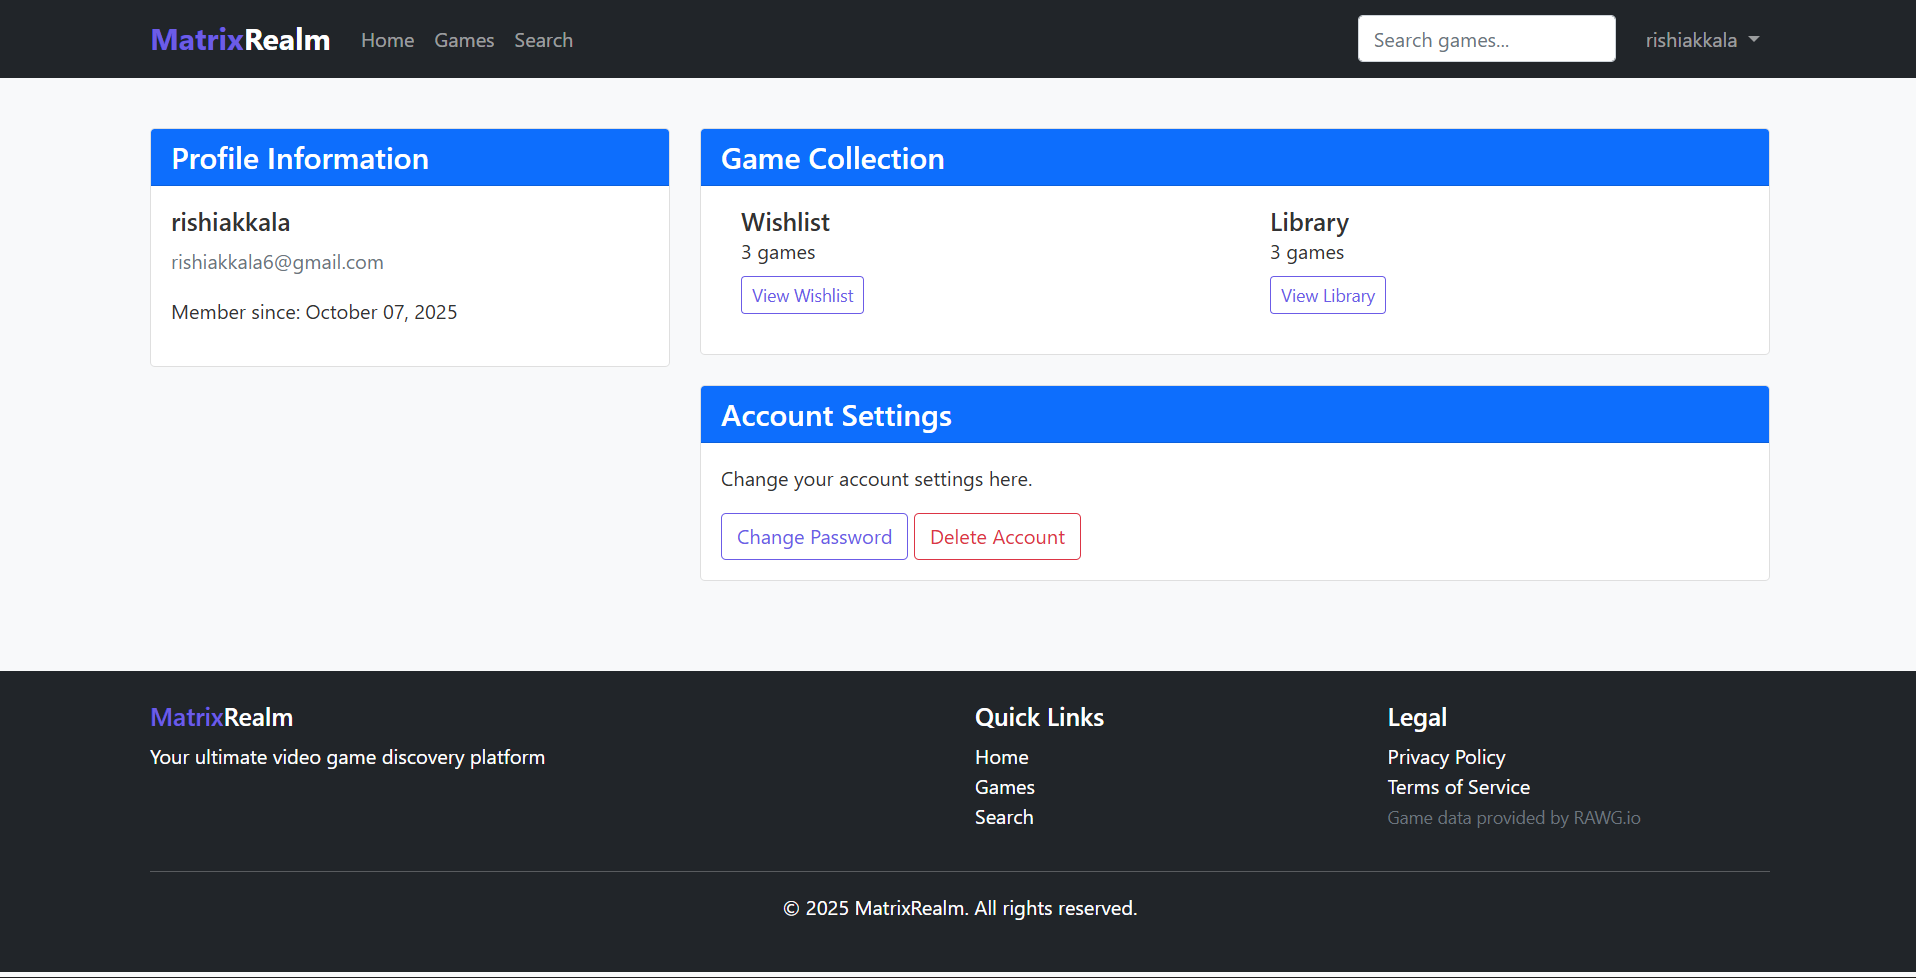 MatrixRealm Home Games Search Search games... rishiakkala
Profile Information
rishiakkala
rishiakkala6@gmail.com
Member since: October 07, 2025
Game Collection
Wishlist
3 games
View Wishlist
Library
3 games
View Library
Account Settings
Change your account settings here.
Change Password Delete Account
MatrixRealm
Your ultimate video game discovery platform
Quick Links
Home
Games
Search
Legal
Privacy Policy
Terms of Service
Game data provided by RAWG.io
© 2025 MatrixRealm. All rights reserved.